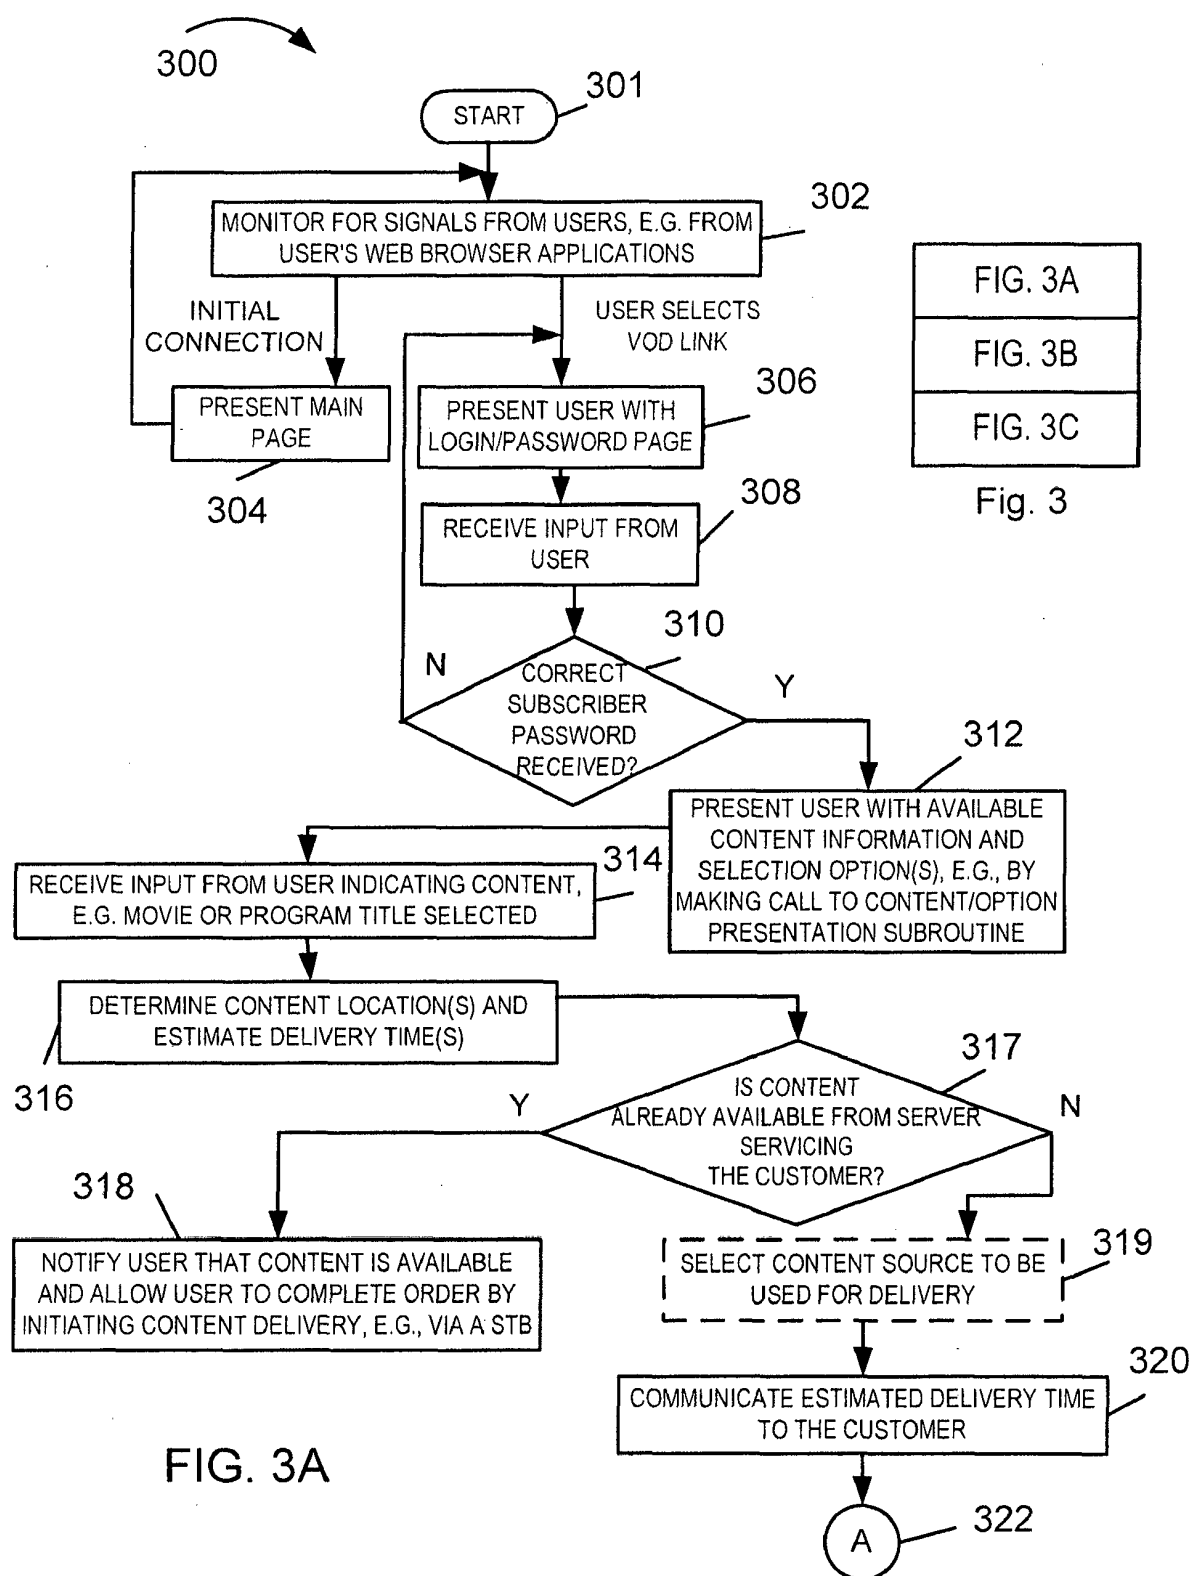 300
301
START
MONITOR FOR SIGNALS FROM USERS, E.G. FROM
USER'S WEB BROWSER APPLICATIONS
302
INITIAL
CONNECTION
USER SELECTS
VOD LINK
FIG. 3A
FIG. 3B
FIG. 3C
Fig. 3
PRESENT MAIN
PAGE
304
306
PRESENT USER WITH
LOGIN/PASSWORD PAGE
308
RECEIVE INPUT FROM
USER
310
N
CORRECT
SUBSCRIBER
PASSWORD
RECEIVED?
Y
312
PRESENT USER WITH AVAILABLE
CONTENT INFORMATION AND
SELECTION OPTION(S), E.G., BY
MAKING CALL TO CONTENT/OPTION
PRESENTATION SUBROUTINE
314
RECEIVE INPUT FROM USER INDICATING CONTENT,
E.G. MOVIE OR PROGRAM TITLE SELECTED
DETERMINE CONTENT LOCATION(S) AND
ESTIMATE DELIVERY TIME(S)
316
317
Y
IS CONTENT
ALREADY AVAILABLE FROM SERVER
SERVICING
THE CUSTOMER?
N
318
NOTIFY USER THAT CONTENT IS AVAILABLE
AND ALLOW USER TO COMPLETE ORDER BY
INITIATING CONTENT DELIVERY, E.G., VIA A STB
SELECT CONTENT SOURCE TO BE
USED FOR DELIVERY
319
320
COMMUNICATE ESTIMATED DELIVERY TIME
TO THE CUSTOMER
FIG. 3A
A
322